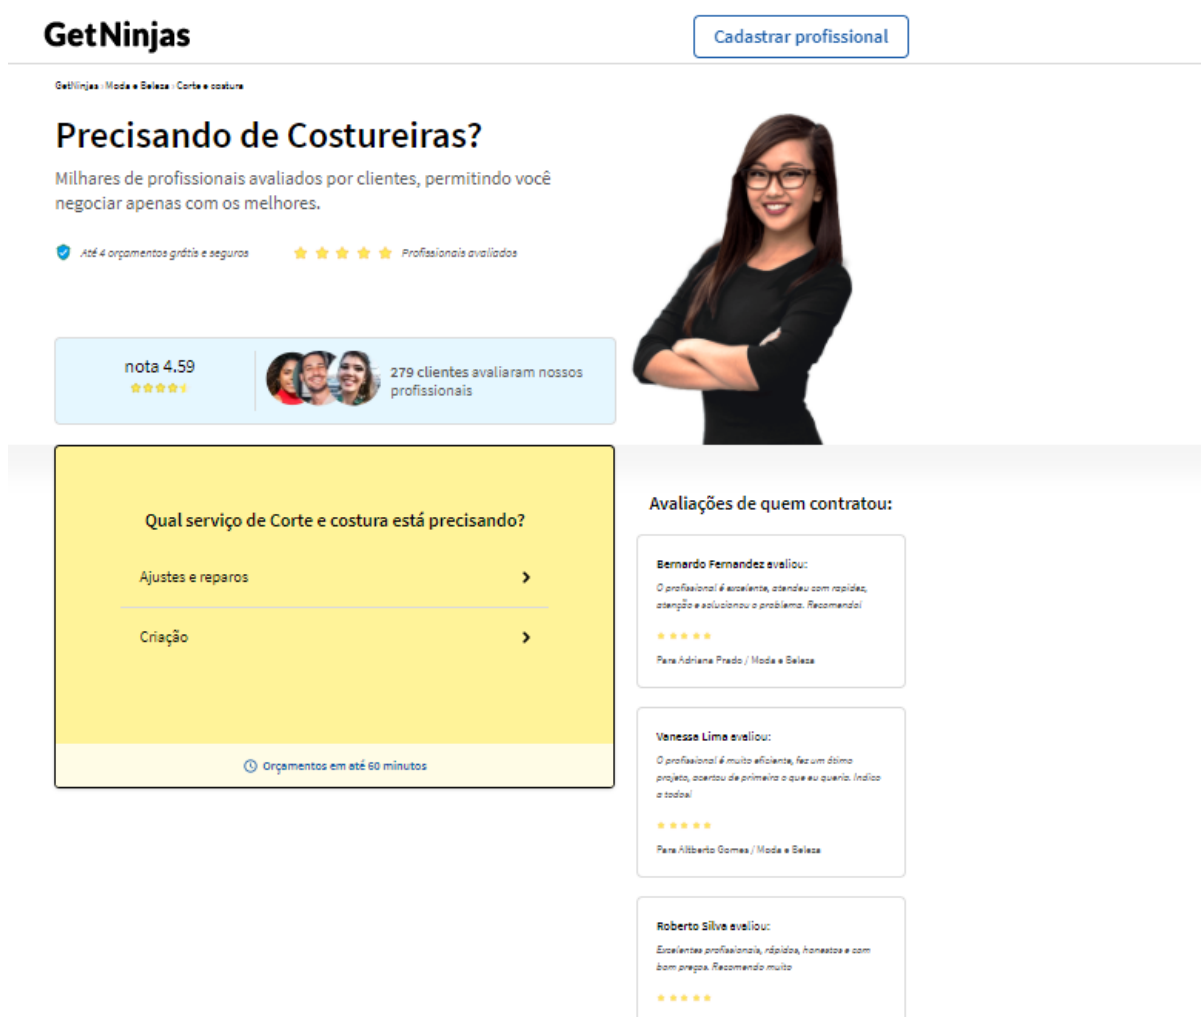 GetNinjas
Cadastrar profissional
GetNinjas › Moda e Beleza › Corte e costura
Precisando de Costureiras?
Milhares de profissionais avaliados por clientes, permitindo você
negociar apenas com os melhores.
Até 4 orçamentos grátis e seguros
Profissionais avaliados
nota 4.59
279 clientes avaliaram nossos
profissionais
Qual serviço de Corte e costura está precisando?
Ajustes e reparos
Criação
Orçamentos em até 60 minutos
Avaliações de quem contratou:
Bernardo Fernandez avaliou:
O profissional é excelente, atendeu com rapidez,
atenção e solucionou o problema. Recomendo!
Para Adriana Prado / Moda e Beleza
Vanessa Lima avaliou:
O profissional é muito eficiente, fez um ótimo
projeto, acertou de primeira o que eu queria. Indico
a todos!
Para Altberto Gomes / Moda e Beleza
Roberto Silva avaliou:
Excelentes profissionais, rápidos, honestos e com
bom preços. Recomendo muito